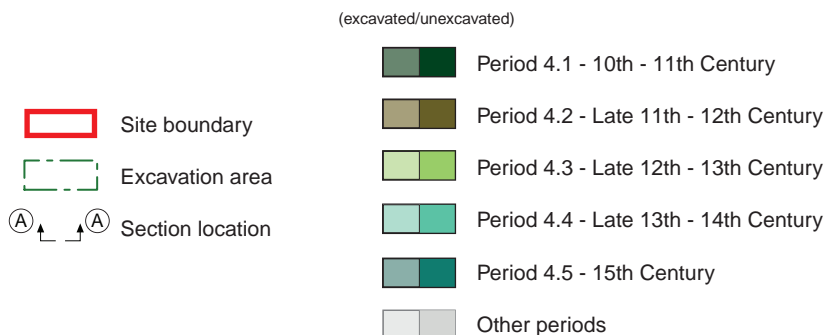 (excavated/unexcavated)
Period 4.1 - 10th - 11th Century
Period 4.2 - Late 11th - 12th Century
Site boundary
Period 4.3 - Late 12th - 13th Century
Excavation area
Period 4.4 - Late 13th - 14th Century
A A Section location
Period 4.5 - 15th Century
Other periods